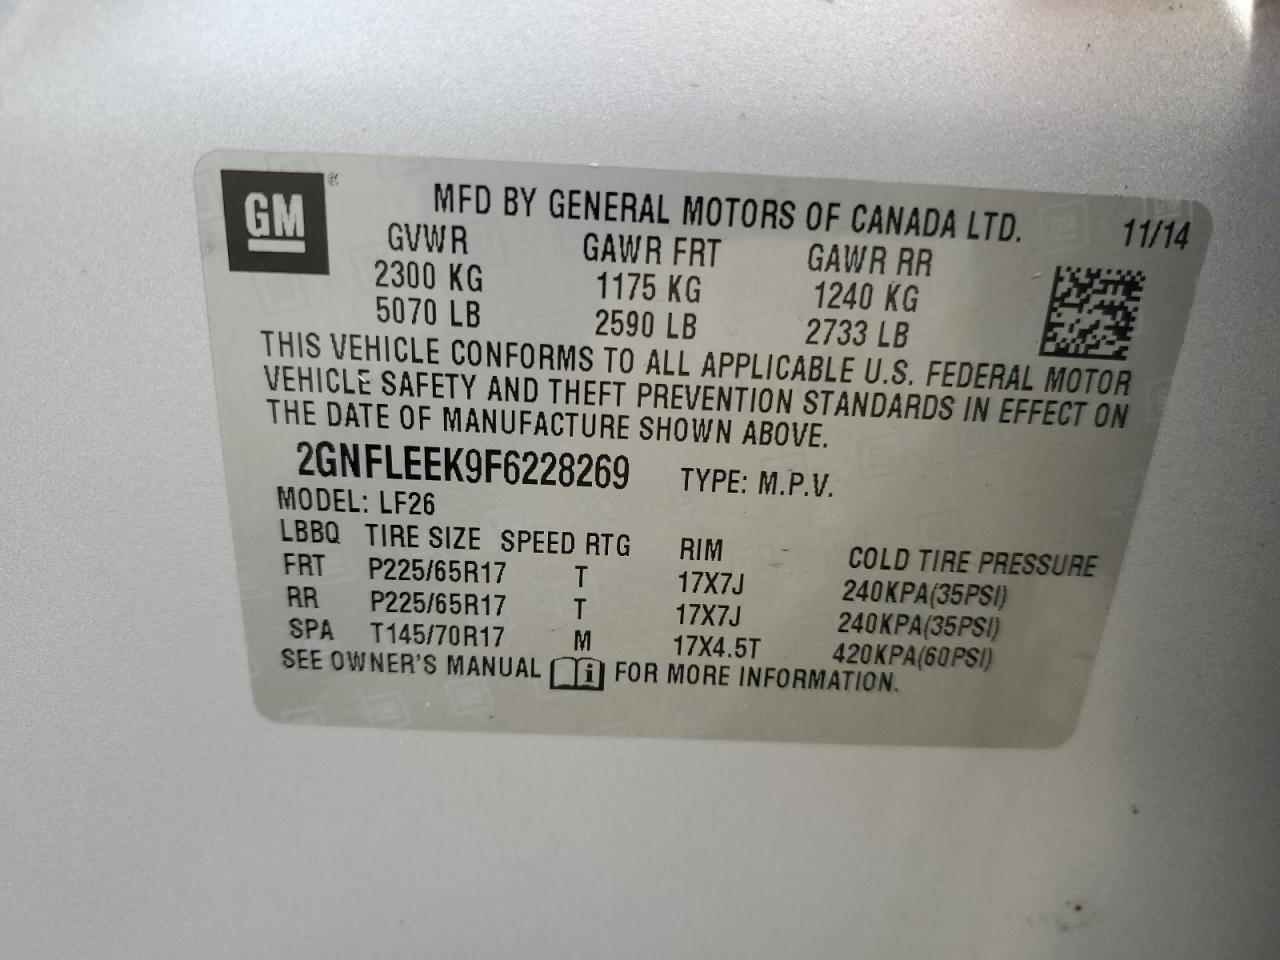 GM®
MFD BY GENERAL MOTORS OF CANADA LTD. 11/14
GVWR GAWR FRT GAWR RR
2300 KG 1175 KG 1240 KG
5070 LB 2590 LB 2733 LB
THIS VEHICLE CONFORMS TO ALL APPLICABLE U.S. FEDERAL MOTOR
VEHICLE SAFETY AND THEFT PREVENTION STANDARDS IN EFFECT ON
THE DATE OF MANUFACTURE SHOWN ABOVE.
2GNFLEEK9F6228269 TYPE: M.P.V.
MODEL: LF26
LBBQ TIRE SIZE SPEED RTG RIM COLD TIRE PRESSURE
FRT P225/65R17 T 17X7J 240KPA(35PSI)
RR P225/65R17 T 17X7J 240KPA(35PSI)
SPA T145/70R17 M 17X4.5T 420KPA(60PSI)
SEE OWNER'S MANUAL i FOR MORE INFORMATION.